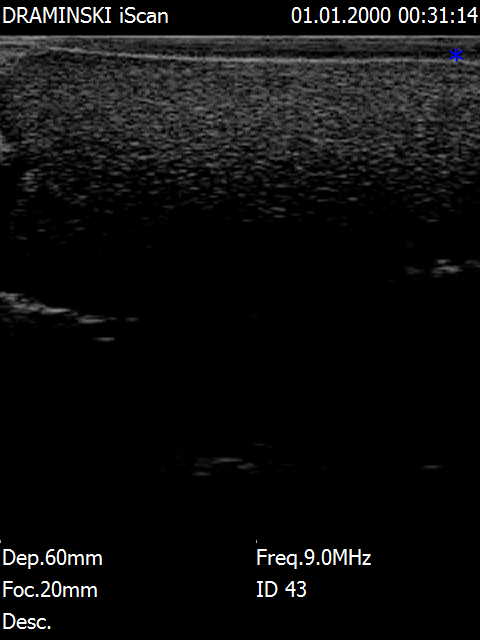 DRAMINSKI iScan 01.01.2000 00:31:14
*
Dep.60mm Freq.9.0MHz
Foc.20mm ID 43
Desc.